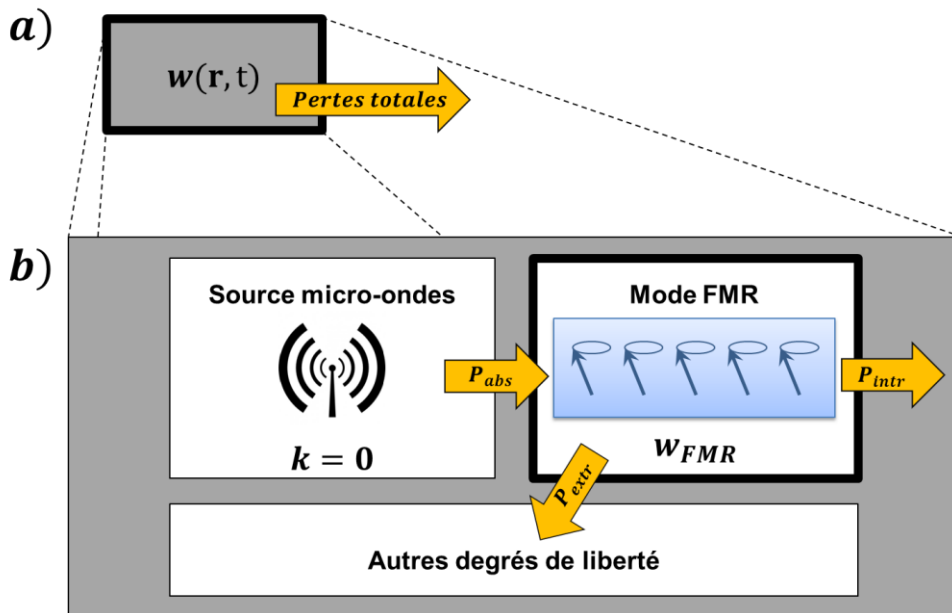 a)
w(r, t)
Pertes totales
b)
Source micro-ondes
k = 0
P_abs
Mode FMR
w_FMR
P_intr
P_extr
Autres degrés de liberté